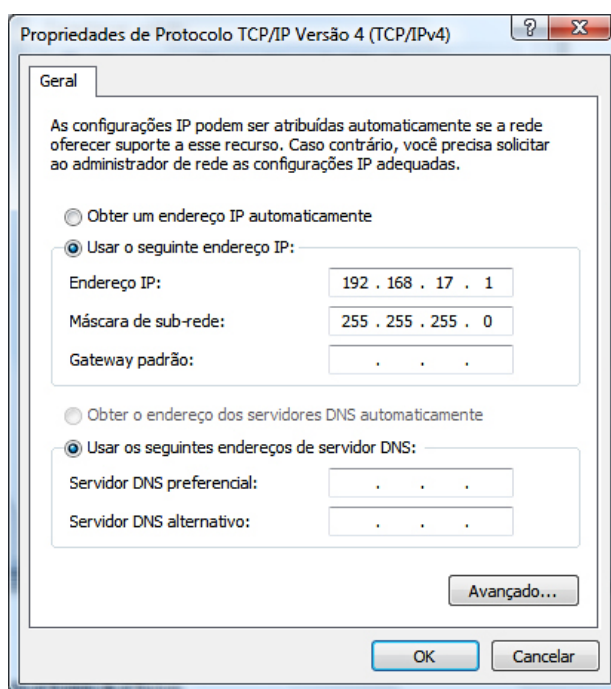 Propriedades de Protocolo TCP/IP Versão 4 (TCP/IPv4)
Geral
As configurações IP podem ser atribuídas automaticamente se a rede
oferecer suporte a esse recurso. Caso contrário, você precisa solicitar
ao administrador de rede as configurações IP adequadas.
Obter um endereço IP automaticamente
Usar o seguinte endereço IP:
Endereço IP: 192 . 168 . 17 . 1
Máscara de sub-rede: 255 . 255 . 255 . 0
Gateway padrão: . . .
Obter o endereço dos servidores DNS automaticamente
Usar os seguintes endereços de servidor DNS:
Servidor DNS preferencial: . . .
Servidor DNS alternativo: . . .
Avançado...
OK Cancelar